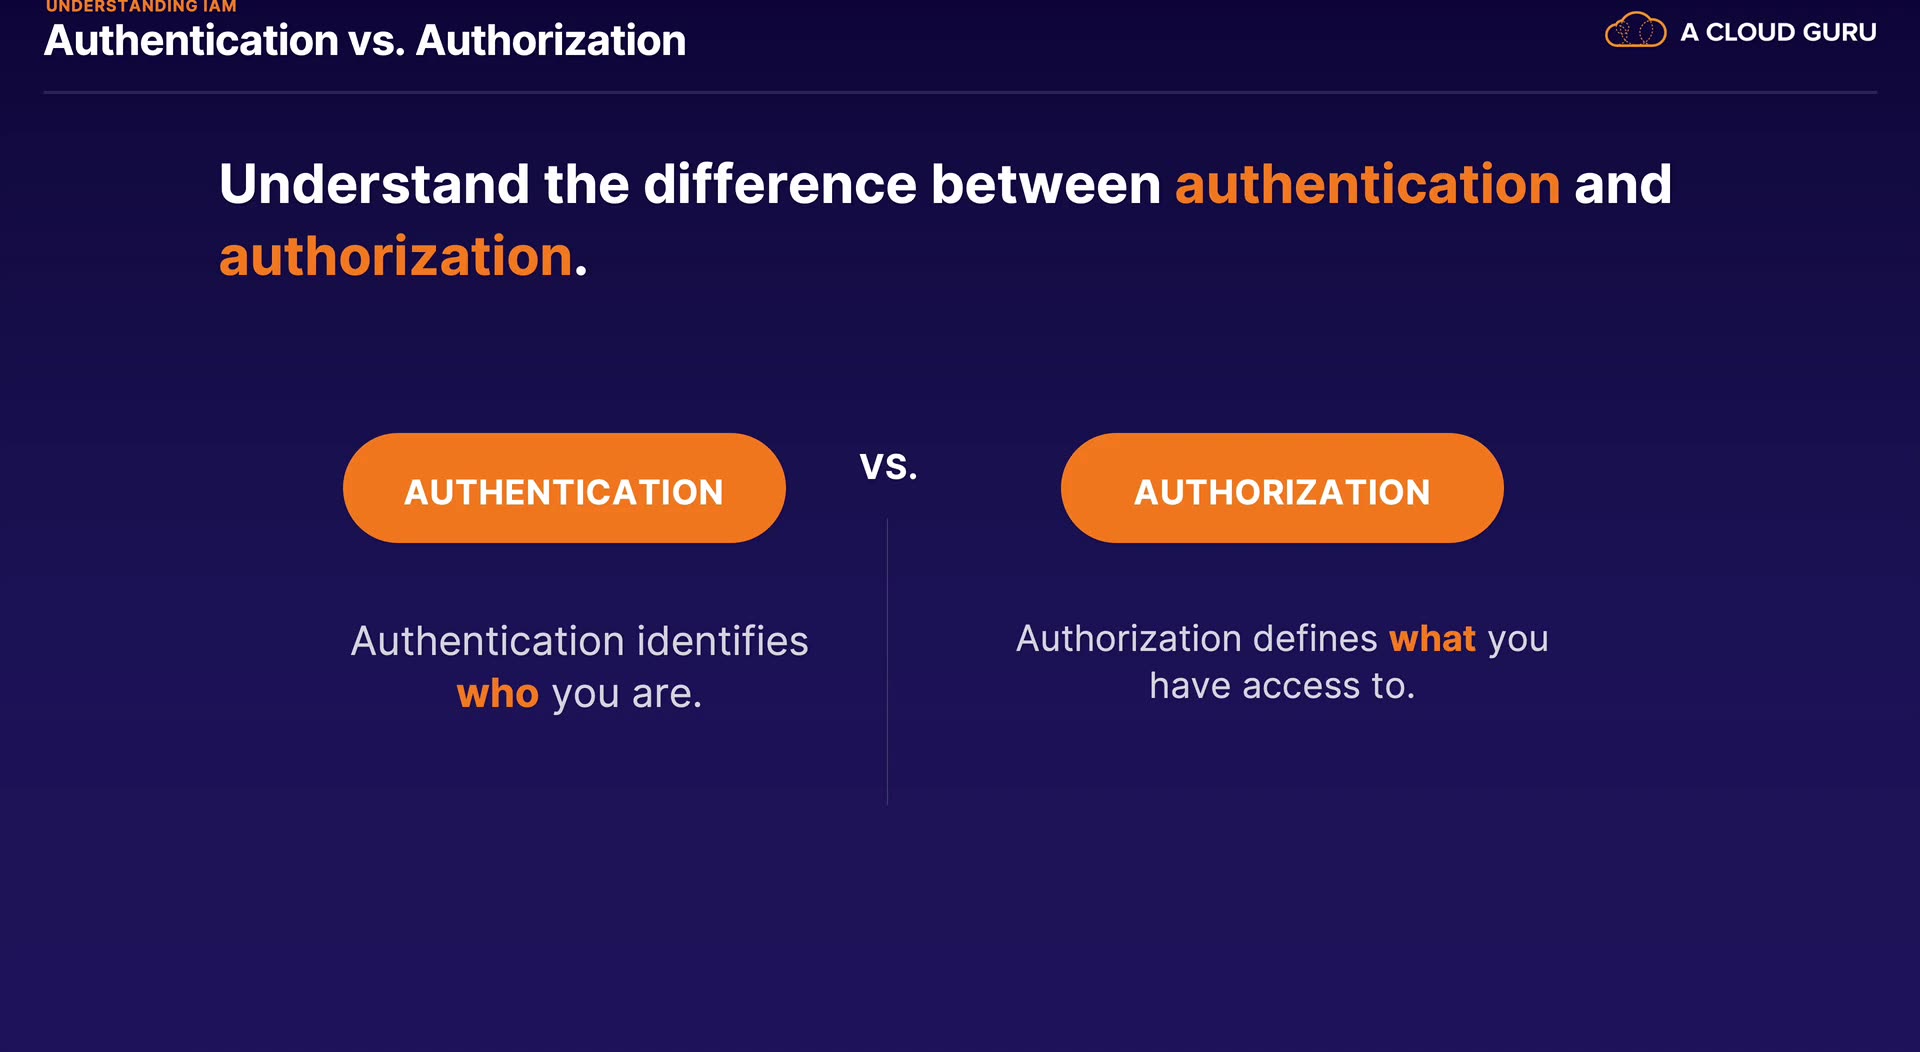 UNDERSTANDING IAM
Authentication vs. Authorization
A CLOUD GURU
Understand the difference between authentication and
authorization.
AUTHENTICATION
VS.
AUTHORIZATION
Authentication identifies
who you are.
Authorization defines what you
have access to.